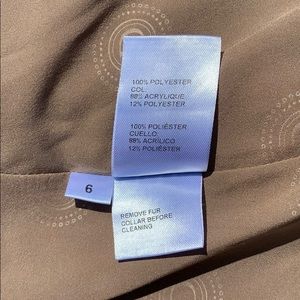 100% POLYESTER
COL.
88% ACRYLIQUE
12% POLYESTER
100% POLIÉSTER
CUELLO:
88% ACRÍLICO
12% POLIÉSTER
6
REMOVE FUR
COLLAR BEFORE
CLEANING